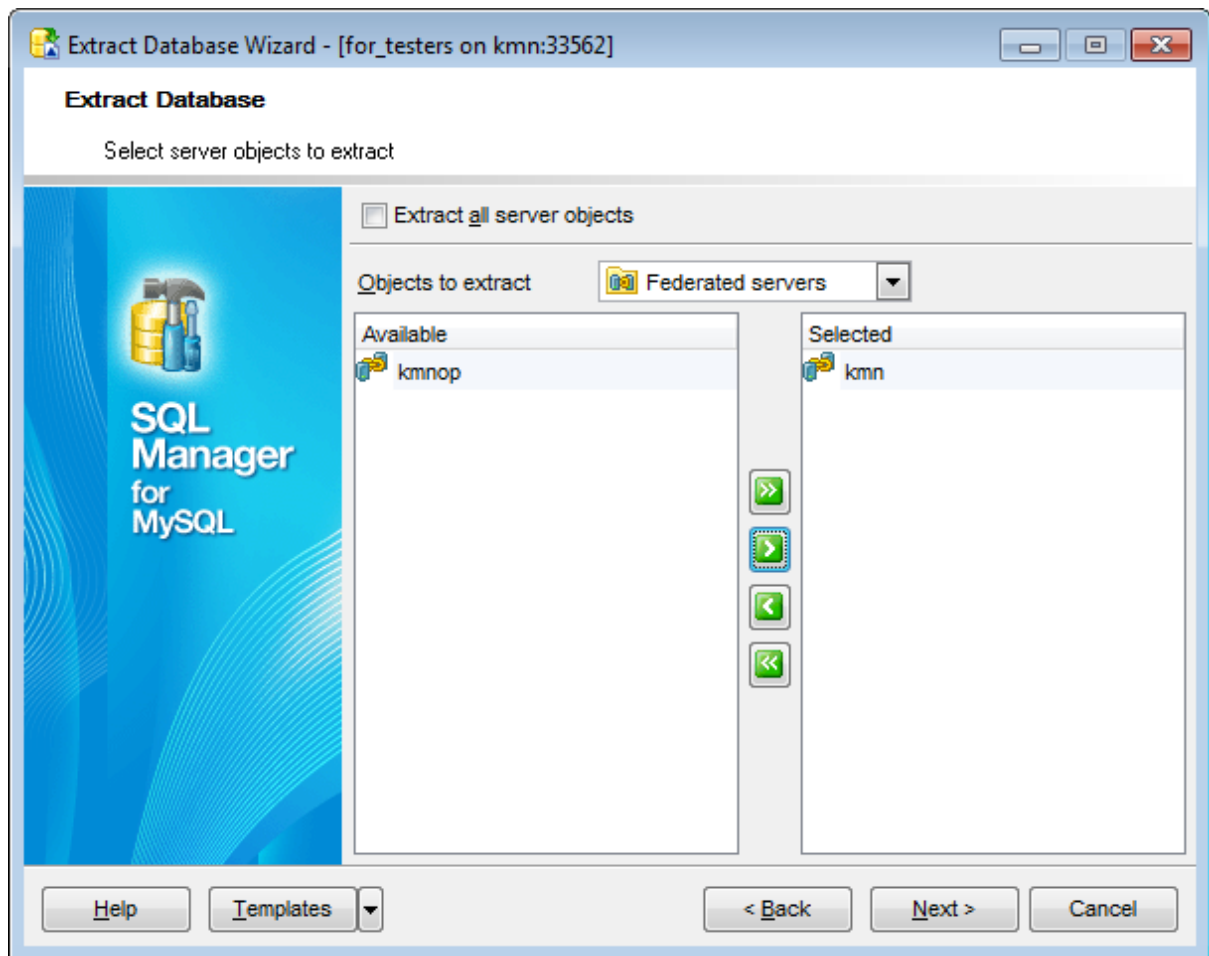 Extract Database Wizard - [for_testers on kmn:33562]
Extract Database
Select server objects to extract
Extract all server objects
Objects to extract
Federated servers
Available
Selected
kmnop
kmn
SQL
Manager
for
MySQL
Help
Templates
< Back
Next >
Cancel